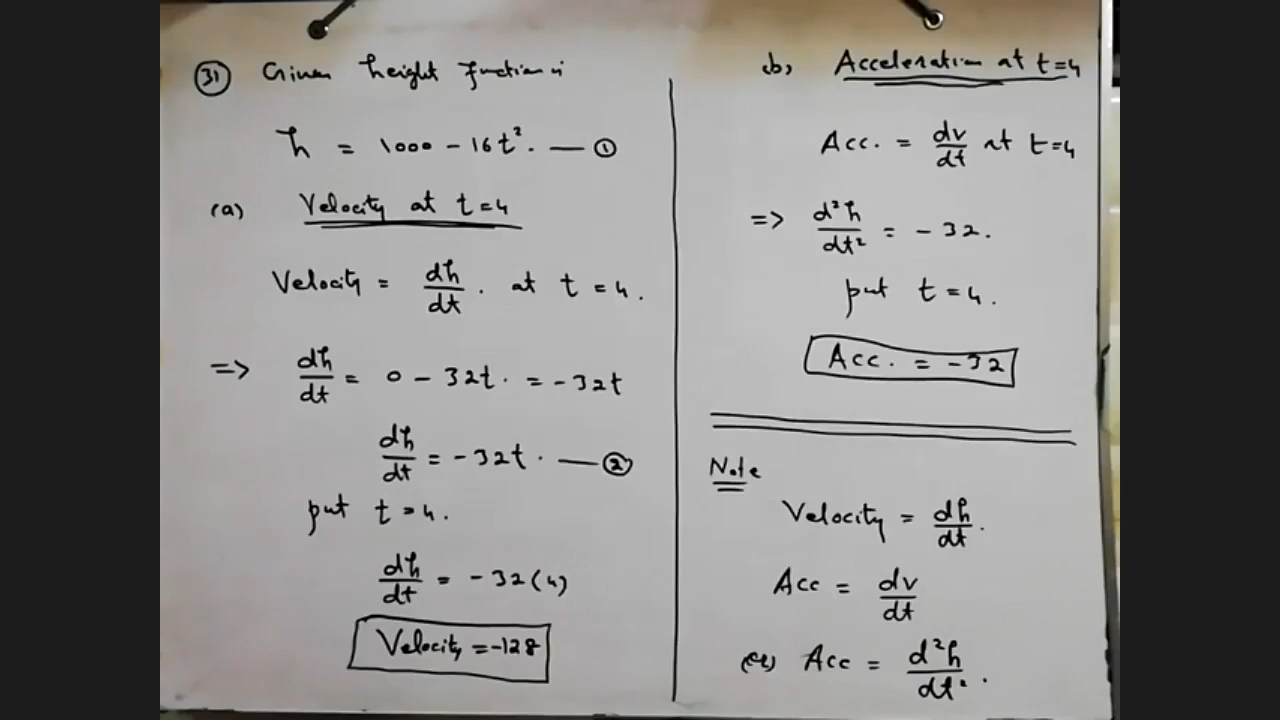 31 Given height function is
h = 1000 - 16t². — ①
(a) Velocity at t=4
Velocity = dh/dt . at t = 4.
=> dh/dt = 0 - 32t. = -32t
dh/dt = -32t. — ②
put t = 4.
dh/dt = -32(4)
Velocity = -128
(b) Acceleration at t=4
Acc. = dv/dt at t=4
=> d²h/dt² = -32.
put t = 4.
Acc. = -32
Note
Velocity = dh/dt.
Acc = dv/dt
(or) Acc = d²h/dt².